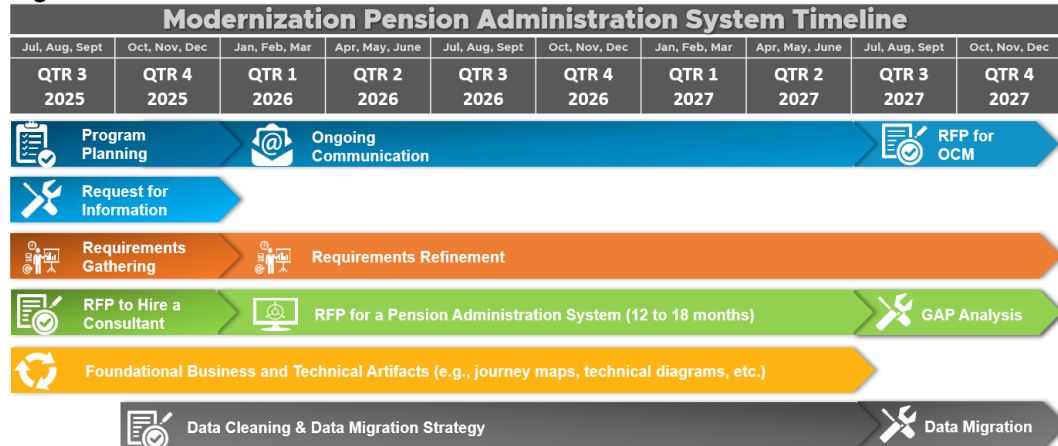 Modernization Pension Administration System Timeline
Jul, Aug, Sept Oct, Nov, Dec Jan, Feb, Mar Apr, May, June Jul, Aug, Sept Oct, Nov, Dec Jan, Feb, Mar Apr, May, June Jul, Aug, Sept Oct, Nov, Dec
QTR 3 QTR 4 QTR 1 QTR 2 QTR 3 QTR 4 QTR 1 QTR 2 QTR 3 QTR 4
2025 2025 2026 2026 2026 2026 2027 2027 2027 2027
Program
Planning
Ongoing
Communication
RFP for
OCM
Request for
Information
Requirements
Gathering
Requirements Refinement
RFP to Hire a
Consultant
RFP for a Pension Administration System (12 to 18 months)
GAP Analysis
Foundational Business and Technical Artifacts (e.g., journey maps, technical diagrams, etc.)
Data Cleaning & Data Migration Strategy
Data Migration